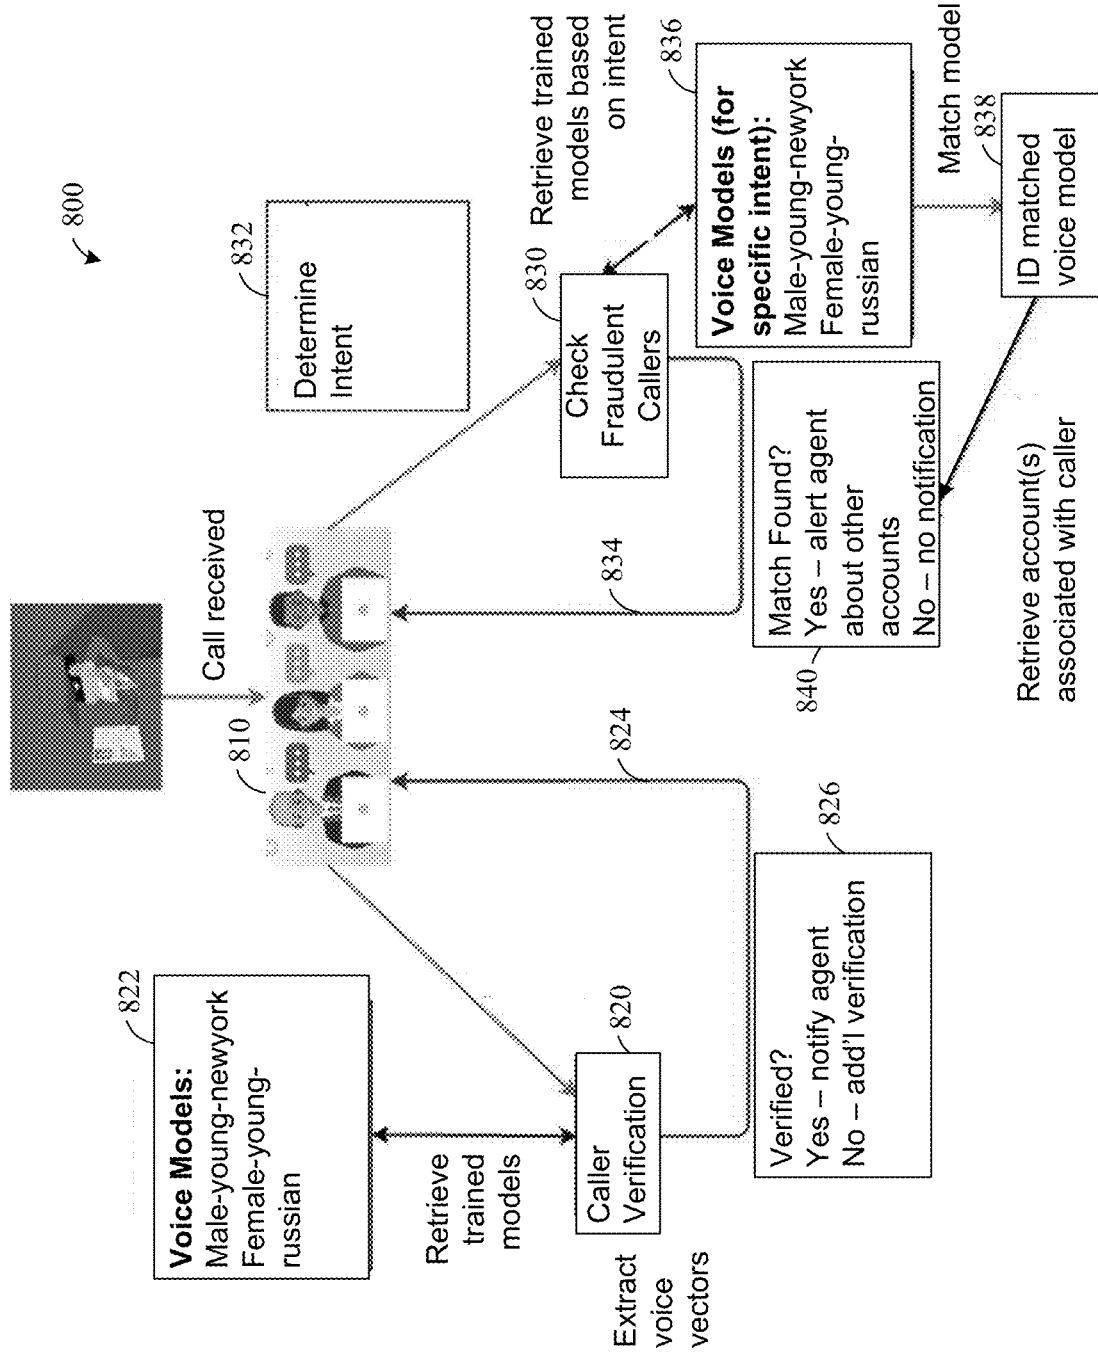 800
Call received
810
822
Voice Models:
Male-young-newyork
Female-young-
russian
Retrieve
trained
models
Extract
voice
vectors
820
Caller
Verification
824
826
Verified?
Yes – notify agent
No – add'l verification
832
Determine
Intent
830
Check
Fraudulent
Callers
834
Retrieve trained
models based
on intent
836
Voice Models (for
specific intent):
Male-young-newyork
Female-young-
russian
Match model
838
ID matched
voice model
840
Match Found?
Yes – alert agent
about other
accounts
No – no notification
Retrieve account(s)
associated with caller